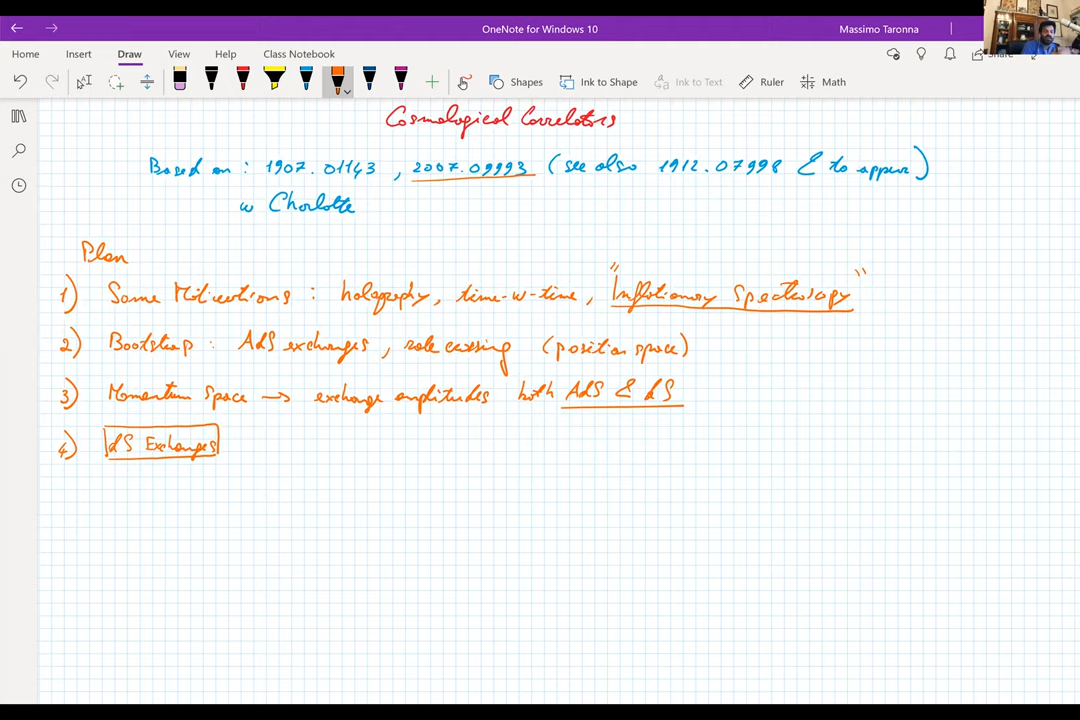 OneNote for Windows 10
Massimo Taronna
Home Insert Draw View Help Class Notebook Share
Shapes Ink to Shape Ink to Text Ruler Math
Cosmological Correlators
Based on : 1907.01143 , 2007.09993 (see also 1912.07998 & to appear)
w Charlotte
Plan
1) Some Motivations : holography, time-w-time, "Inflationary Spectroscopy"
2) Bootstrap : AdS exchanges, role crossing (position space)
3) Momentum Space → exchange amplitudes both AdS & dS
4) dS Exchanges